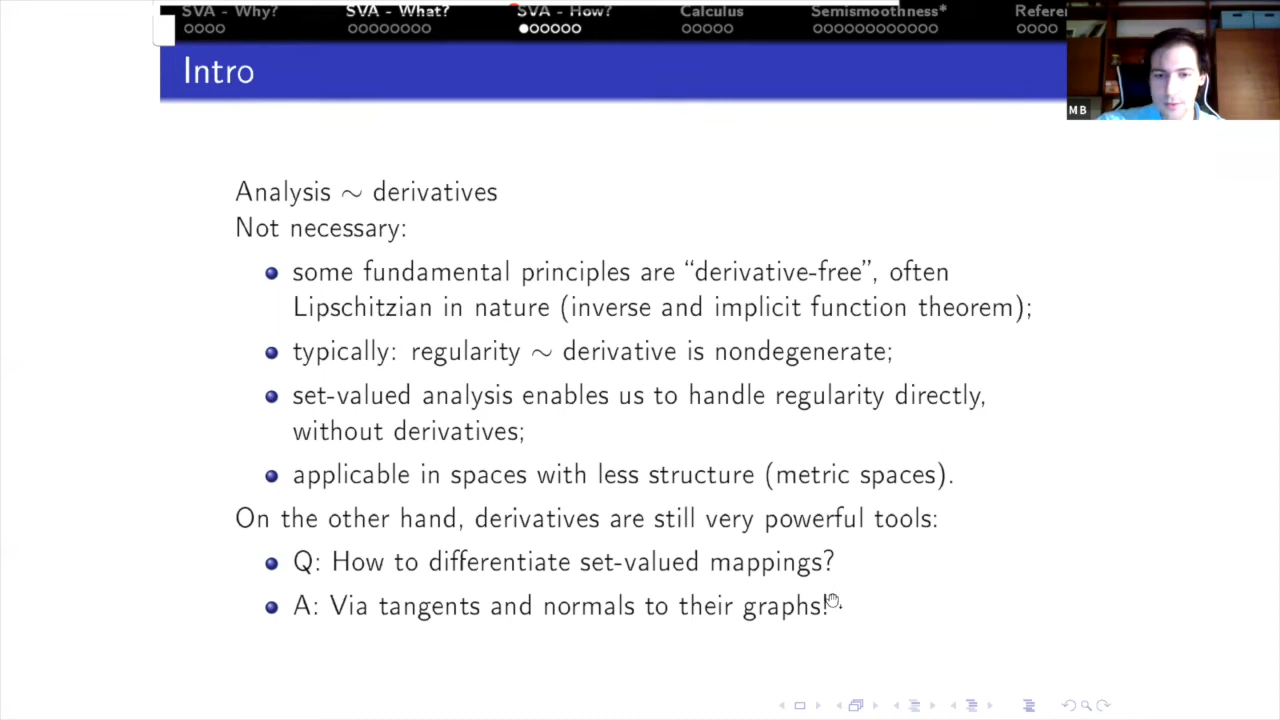 SVA - Why? SVA - What? SVA - How? Calculus Semismoothness* Refere
Intro
MB
Analysis ∼ derivatives
Not necessary:
some fundamental principles are “derivative-free”, often
Lipschitzian in nature (inverse and implicit function theorem);
typically: regularity ∼ derivative is nondegenerate;
set-valued analysis enables us to handle regularity directly,
without derivatives;
applicable in spaces with less structure (metric spaces).
On the other hand, derivatives are still very powerful tools:
Q: How to differentiate set-valued mappings?
A: Via tangents and normals to their graphs!